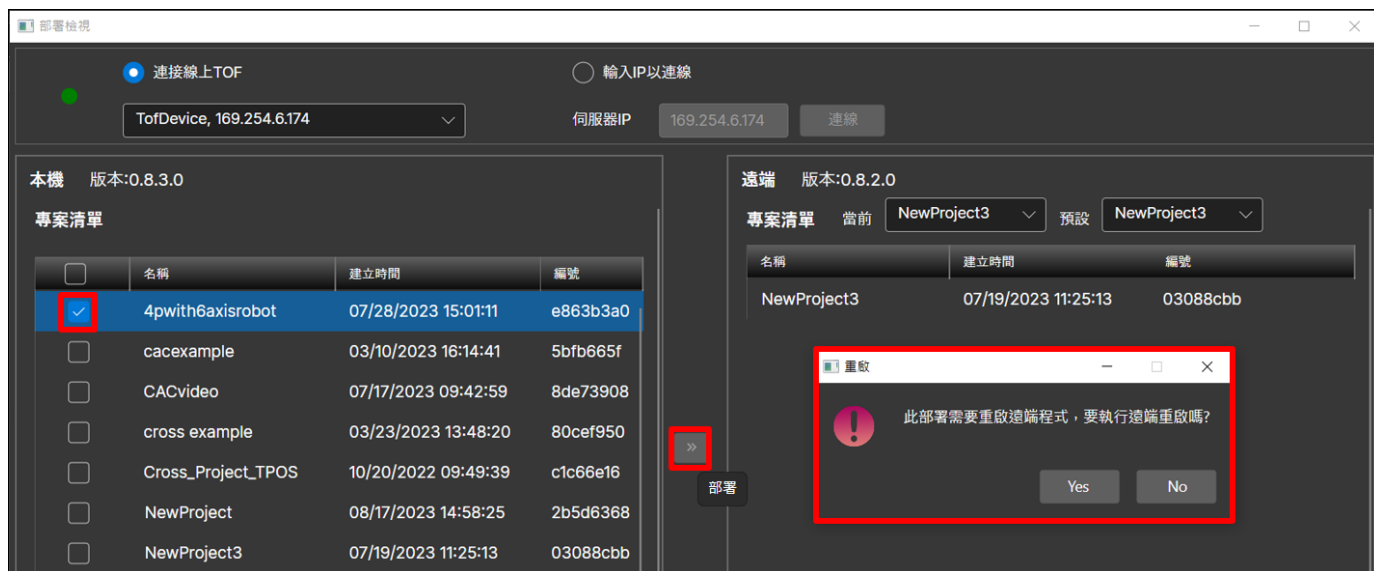 部署檢視
連接線上TOF
輸入IP以連線
TofDevice, 169.254.6.174
伺服器IP
169.254.6.174
連線
本機 版本:0.8.3.0
專案清單
名稱 建立時間 編號
4pwith6axisrobot 07/28/2023 15:01:11 e863b3a0
cacexample 03/10/2023 16:14:41 5bfb665f
CACvideo 07/17/2023 09:42:59 8de73908
cross example 03/23/2023 13:48:20 80cef950
Cross_Project_TPOS 10/20/2022 09:49:39 c1c66e16
NewProject 08/17/2023 14:58:25 2b5d6368
NewProject3 07/19/2023 11:25:13 03088cbb
»
部署
遠端 版本:0.8.2.0
專案清單 當前 NewProject3 預設 NewProject3
名稱 建立時間 編號
NewProject3 07/19/2023 11:25:13 03088cbb
重啟
此部署需要重啟遠端程式，要執行遠端重啟嗎?
Yes No